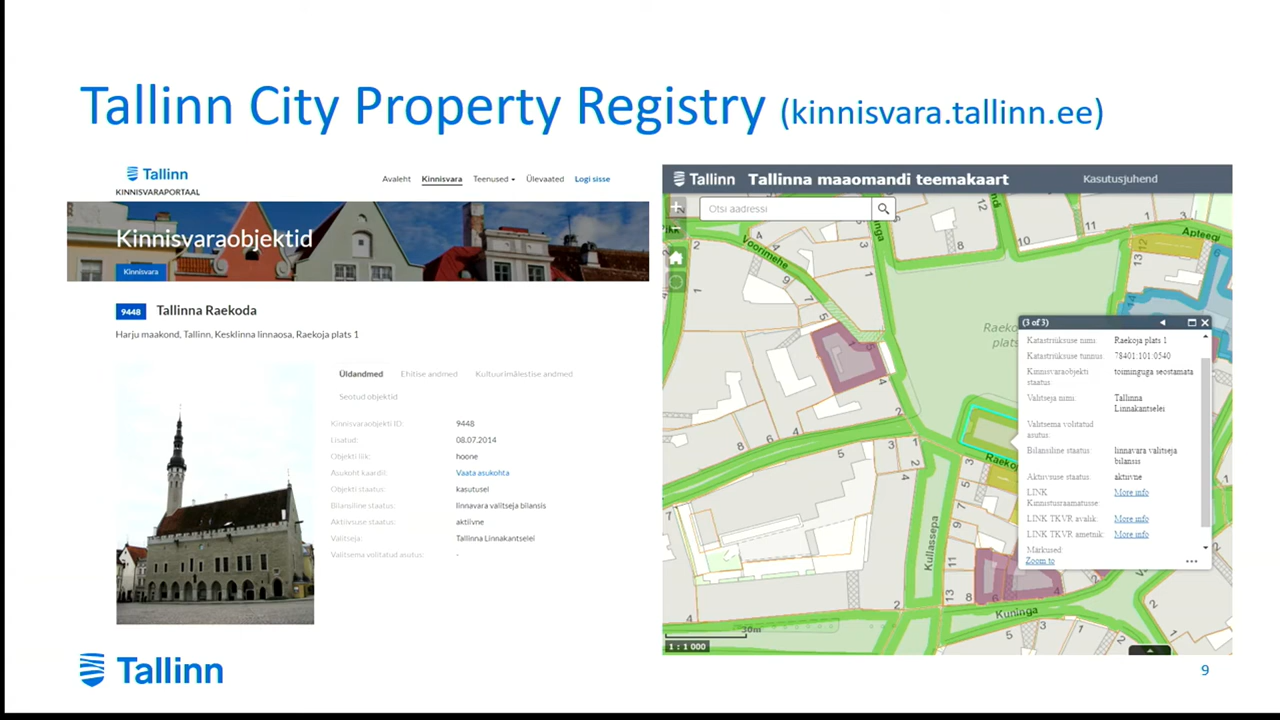 Tallinn City Property Registry (kinnisvara.tallinn.ee)
Tallinn
KINNISVARAPORTAAL
Avaleht Kinnisvara Teenused Ülevaated Logi sisse
Kinnisvaraobjektid
Kinnisvara
9448 Tallinna Raekoda
Harju maakond, Tallinn, Kesklinna linnaosa, Raekoja plats 1
Üldandmed Ehitise andmed Kultuurimälestise andmed
Seotud objektid
Kinnisvaraobjekti ID: 9448
Lisatud: 08.07.2014
Objekti liik: hoone
Asukoht kaardil: Vaata asukohta
Objekti staatus: kasutusel
Bilansiline staatus: linnavara valitseja bilansis
Aktiivsuse staatus: aktiivne
Valitseja: Tallinna Linnakantselei
Valitsema volitatud asutus: -
Tallinn Tallinna maaomandi teemakaart Kasutusjuhend
Otsi aadressi
Pikk
Voorimehe
Apteegi
Raekoja
plats
Raekoj
Kullassepa
Kuninga
(3 of 3)
Katastriüksuse nimi: Raekoja plats 1
Katastriüksuse tunnus: 78401:101:0540
Kinnisvaraobjekti staatus toiminguga seostamata
Valitseja nimi: Tallinna Linnakantselei
Valitsema volitatud asutus:
Bilansiline staatus: linnavara valitseja bilansis
Aktiivsuse staatus: aktiivne
LINK Kinnistusraamatusse: More info
LINK TKVR avalik: More info
LINK TKVR ametnik: More info
Märkused
Zoom to
30m
1 : 1 000
Tallinn
9